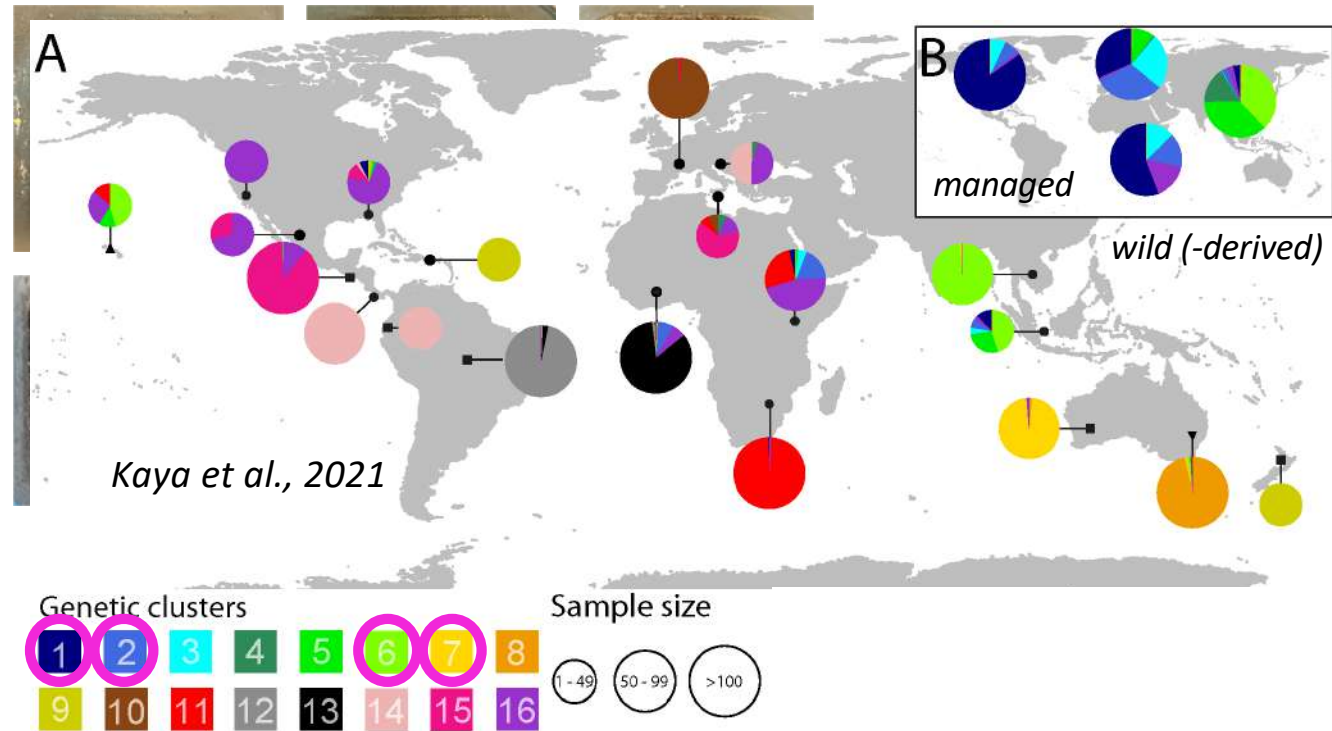 A
B
managed
wild (-derived)
Kaya et al., 2021
Genetic clusters
1 2 3 4 5 6 7 8
9 10 11 12 13 14 15 16
Sample size
1 - 49 50 - 99 >100